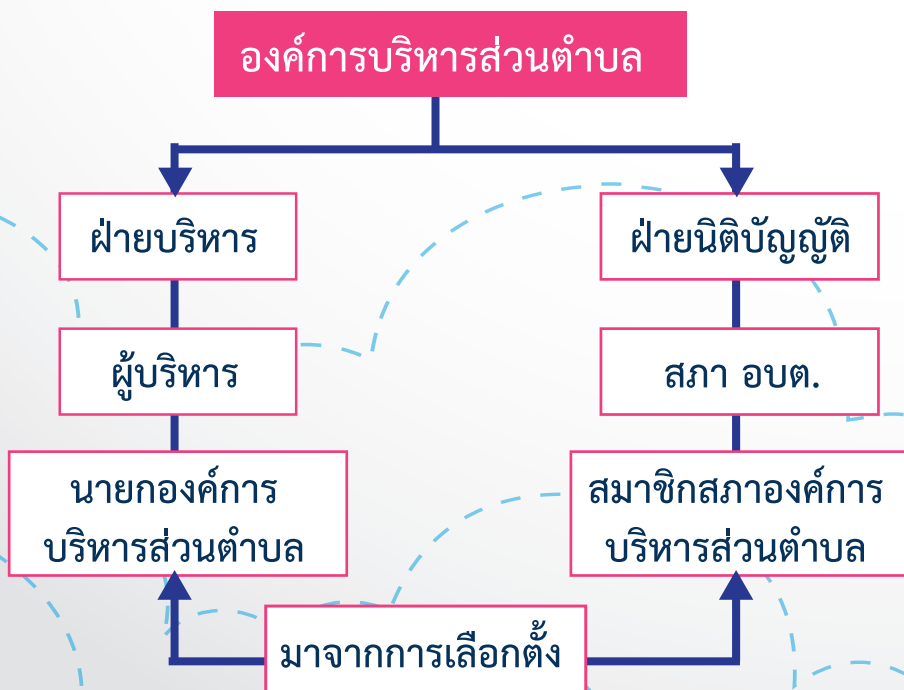 องค์การบริหารส่วนตำบล
ฝ่ายบริหาร
ฝ่ายนิติบัญญัติ
ผู้บริหาร
สภา อบต.
นายกองค์การ
บริหารส่วนตำบล
สมาชิกสภาองค์การ
บริหารส่วนตำบล
มาจากการเลือกตั้ง